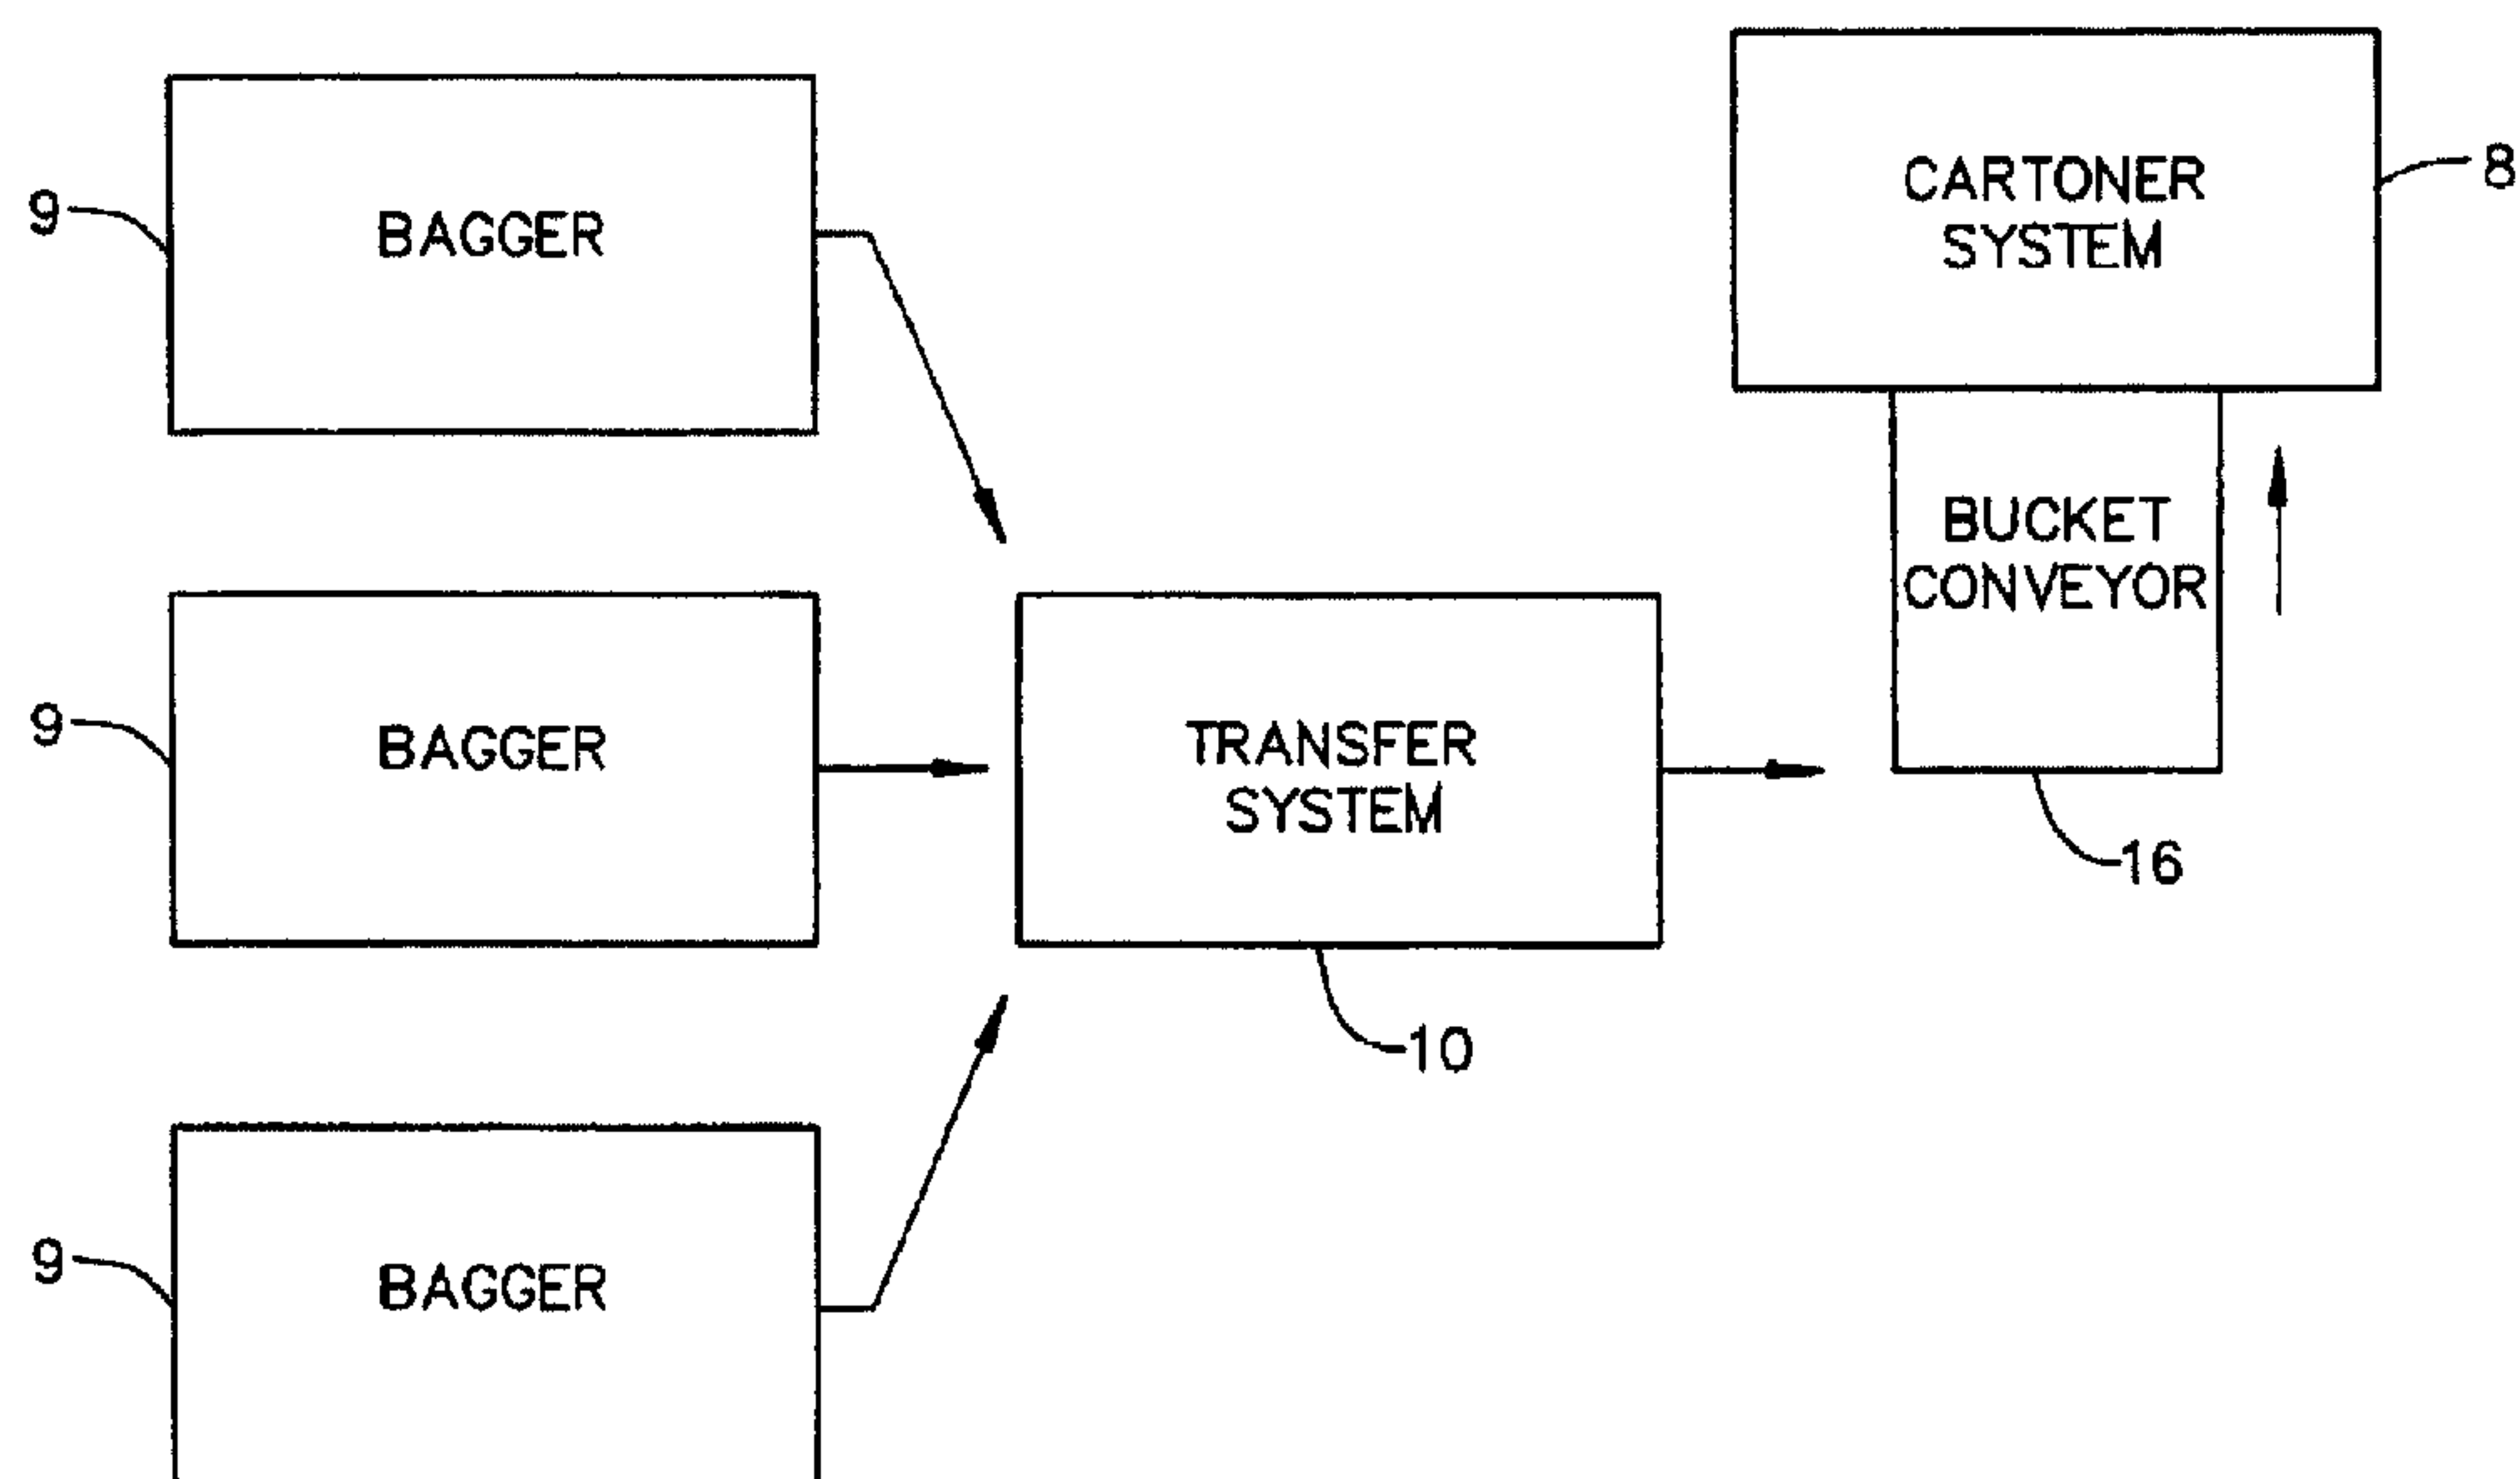 9
BAGGER
CARTONER
SYSTEM
8
BUCKET
CONVEYOR
16
9
BAGGER
TRANSFER
SYSTEM
10
9
BAGGER